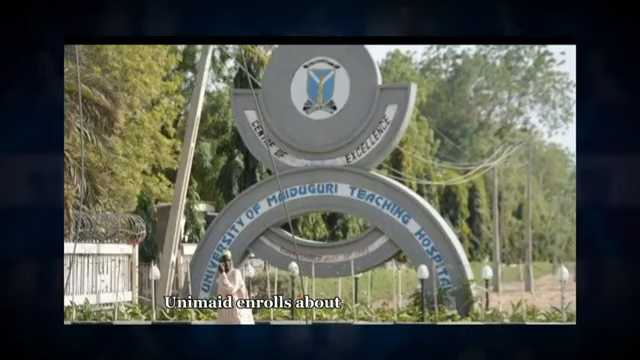 CENTRE OF EXCELLENCE
UNIVERSITY OF MAIDUGURI TEACHING HOSPITAL
Unimaid enrolls about